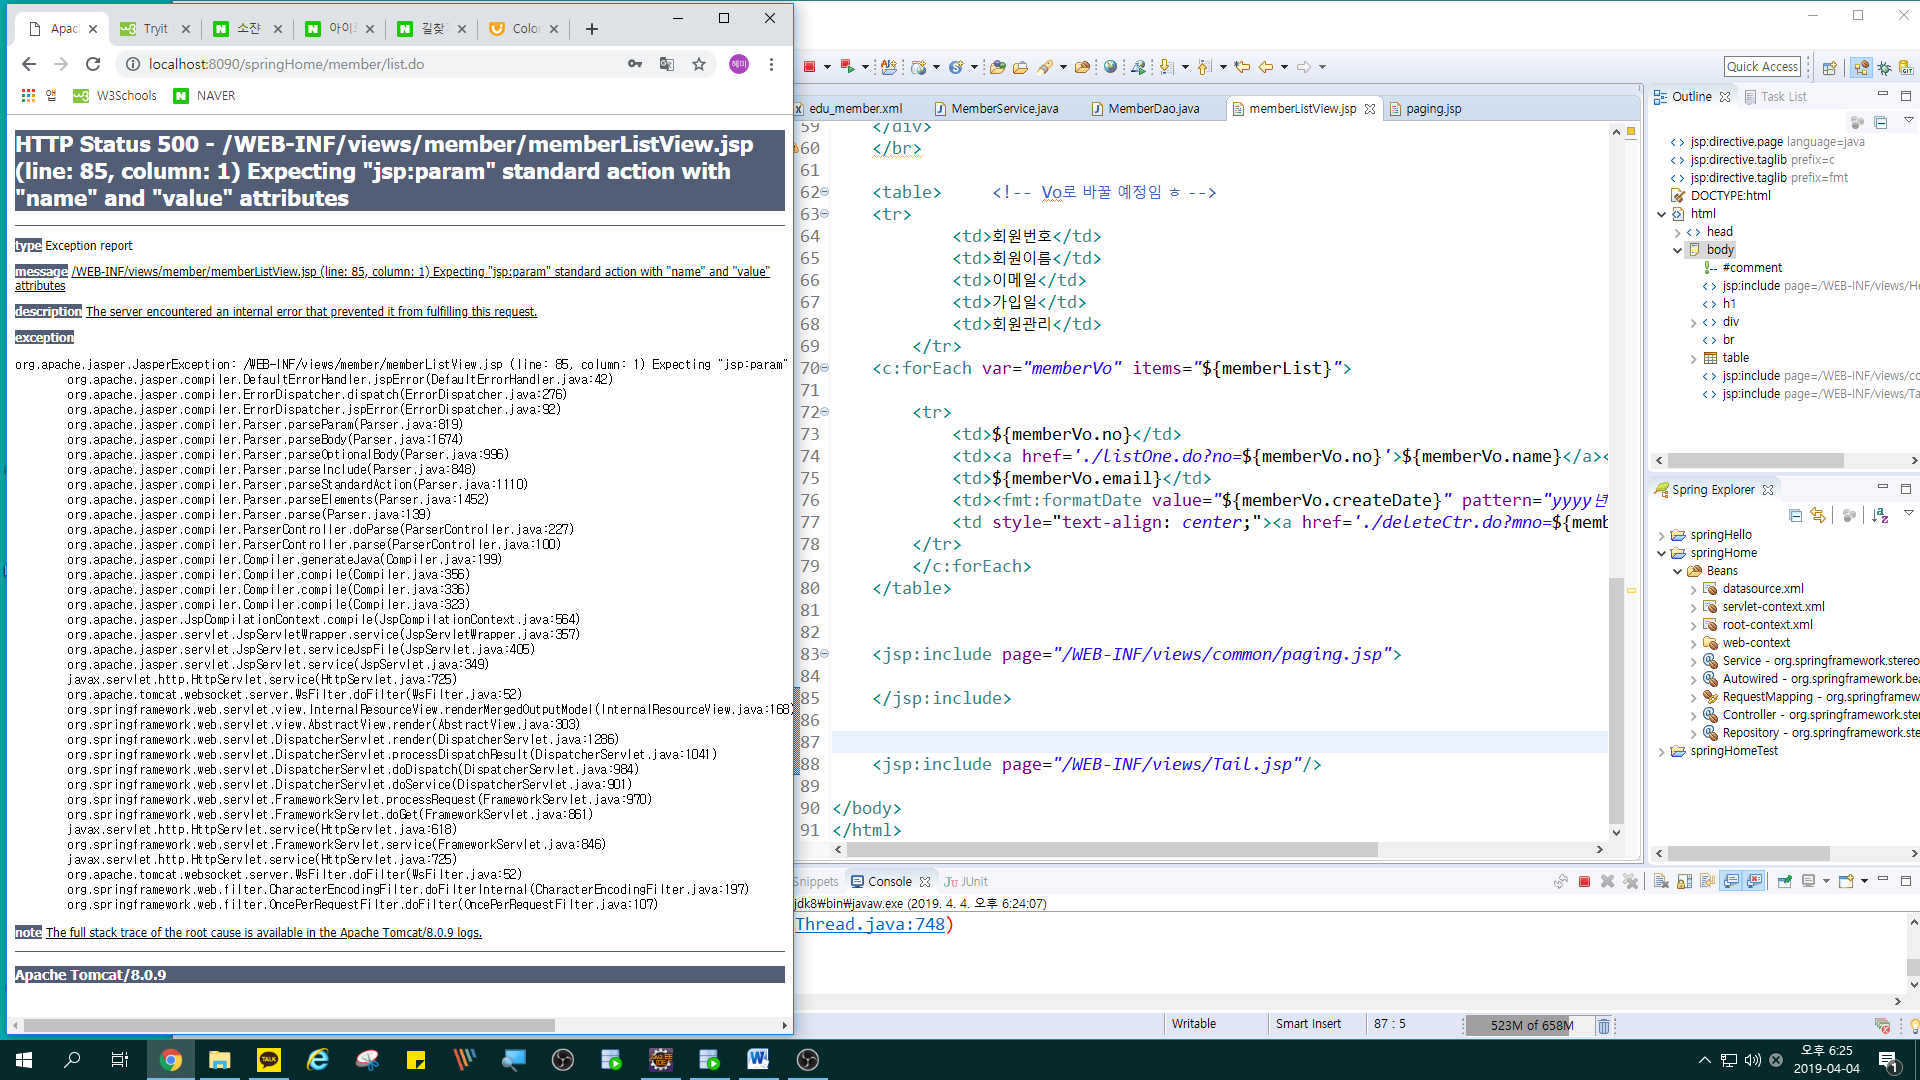 Apac
Tryit
소쟌
아이
길찾
Color
localhost:8090/springHome/member/list.do
혜미
앱
W3Schools
NAVER
HTTP Status 500 - /WEB-INF/views/member/memberListView.jsp
(line: 85, column: 1) Expecting "jsp:param" standard action with
"name" and "value" attributes
type Exception report
message /WEB-INF/views/member/memberListView.jsp (line: 85, column: 1) Expecting "jsp:param" standard action with "name" and "value"
attributes
description The server encountered an internal error that prevented it from fulfilling this request.
exception
org.apache.jasper.JasperException: /WEB-INF/views/member/memberListView.jsp (line: 85, column: 1) Expecting "jsp:param"
org.apache.jasper.compiler.DefaultErrorHandler.jspError(DefaultErrorHandler.java:42)
org.apache.jasper.compiler.ErrorDispatcher.dispatch(ErrorDispatcher.java:276)
org.apache.jasper.compiler.ErrorDispatcher.jspError(ErrorDispatcher.java:92)
org.apache.jasper.compiler.Parser.parseParam(Parser.java:819)
org.apache.jasper.compiler.Parser.parseBody(Parser.java:1674)
org.apache.jasper.compiler.Parser.parseOptionalBody(Parser.java:996)
org.apache.jasper.compiler.Parser.parseInclude(Parser.java:848)
org.apache.jasper.compiler.Parser.parseStandardAction(Parser.java:1110)
org.apache.jasper.compiler.Parser.parseElements(Parser.java:1452)
org.apache.jasper.compiler.Parser.parse(Parser.java:139)
org.apache.jasper.compiler.ParserController.doParse(ParserController.java:227)
org.apache.jasper.compiler.ParserController.parse(ParserController.java:100)
org.apache.jasper.compiler.Compiler.generateJava(Compiler.java:199)
org.apache.jasper.compiler.Compiler.compile(Compiler.java:356)
org.apache.jasper.compiler.Compiler.compile(Compiler.java:336)
org.apache.jasper.compiler.Compiler.compile(Compiler.java:323)
org.apache.jasper.JspCompilationContext.compile(JspCompilationContext.java:564)
org.apache.jasper.servlet.JspServletWrapper.service(JspServletWrapper.java:357)
org.apache.jasper.servlet.JspServlet.serviceJspFile(JspServlet.java:405)
org.apache.jasper.servlet.JspServlet.service(JspServlet.java:349)
javax.servlet.http.HttpServlet.service(HttpServlet.java:725)
org.apache.tomcat.websocket.server.WsFilter.doFilter(WsFilter.java:52)
org.springframework.web.servlet.view.InternalResourceView.renderMergedOutputModel(InternalResourceView.java:168)
org.springframework.web.servlet.view.AbstractView.render(AbstractView.java:303)
org.springframework.web.servlet.DispatcherServlet.render(DispatcherServlet.java:1286)
org.springframework.web.servlet.DispatcherServlet.processDispatchResult(DispatcherServlet.java:1041)
org.springframework.web.servlet.DispatcherServlet.doDispatch(DispatcherServlet.java:984)
org.springframework.web.servlet.DispatcherServlet.doService(DispatcherServlet.java:901)
org.springframework.web.servlet.FrameworkServlet.processRequest(FrameworkServlet.java:970)
org.springframework.web.servlet.FrameworkServlet.doGet(FrameworkServlet.java:861)
javax.servlet.http.HttpServlet.service(HttpServlet.java:618)
org.springframework.web.servlet.FrameworkServlet.service(FrameworkServlet.java:846)
javax.servlet.http.HttpServlet.service(HttpServlet.java:725)
org.apache.tomcat.websocket.server.WsFilter.doFilter(WsFilter.java:52)
org.springframework.web.filter.CharacterEncodingFilter.doFilterInternal(CharacterEncodingFilter.java:197)
org.springframework.web.filter.OncePerRequestFilter.doFilter(OncePerRequestFilter.java:107)
note The full stack trace of the root cause is available in the Apache Tomcat/8.0.9 logs.
Apache Tomcat/8.0.9
Quick Access
edu_member.xml
MemberService.java
MemberDao.java
memberListView.jsp
paging.jsp
59 </div>
60 </br>
61
62 <table> <!-- Vo로 바꿀 예정임 ㅎ -->
63 <tr>
64 <td>회원번호</td>
65 <td>회원이름</td>
66 <td>이메일</td>
67 <td>가입일</td>
68 <td>회원관리</td>
69 </tr>
70 <c:forEach var="memberVo" items="${memberList}">
71
72 <tr>
73 <td>${memberVo.no}</td>
74 <td><a href='./listOne.do?no=${memberVo.no}'>${memberVo.name}</a><
75 <td>${memberVo.email}</td>
76 <td><fmt:formatDate value="${memberVo.createDate}" pattern="yyyy년
77 <td style="text-align: center;"><a href='./deleteCtr.do?mno=${memb
78 </tr>
79 </c:forEach>
80 </table>
81
82
83 <jsp:include page="/WEB-INF/views/common/paging.jsp">
84
85 </jsp:include>
86
87
88 <jsp:include page="/WEB-INF/views/Tail.jsp"/>
89
90 </body>
91 </html>
Outline
Task List
jsp:directive.page language=java
jsp:directive.taglib prefix=c
jsp:directive.taglib prefix=fmt
DOCTYPE:html
html
head
body
#comment
jsp:include page=/WEB-INF/views/He
h1
div
br
table
jsp:include page=/WEB-INF/views/co
jsp:include page=/WEB-INF/views/Ta
Spring Explorer
springHello
springHome
Beans
datasource.xml
servlet-context.xml
root-context.xml
web-context
Service - org.springframework.stereo
Autowired - org.springframework.bea
RequestMapping - org.springframew
Controller - org.springframework.ster
Repository - org.springframework.ste
springHomeTest
Snippets
Console
Ju JUnit
jdk8\bin\javaw.exe (2019. 4. 4. 오후 6:24:07)
Thread.java:748)
Writable
Smart Insert
87 : 5
523M of 658M
TALK
오후 6:25
2019-04-04
1